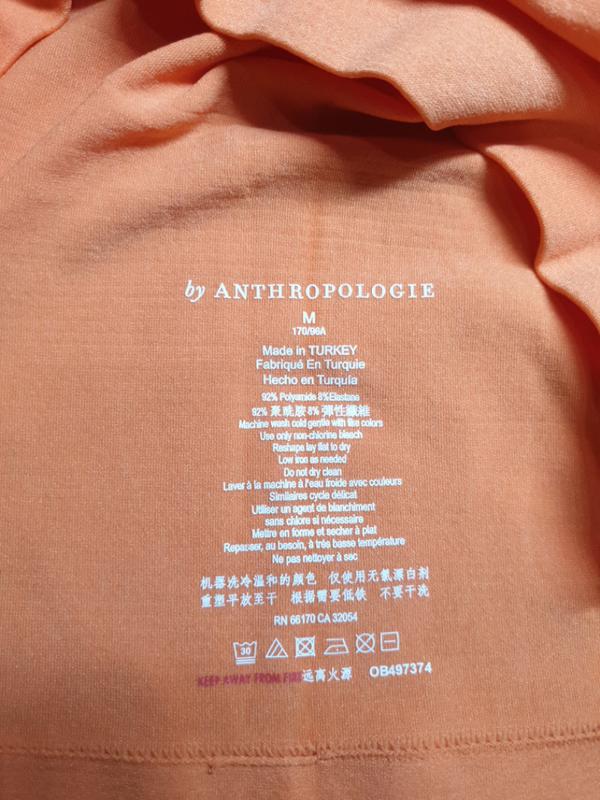 by ANTHROPOLOGIE
M
170/96A
Made in TURKEY
Fabriqué En Turquie
Hecho en Turquía
92% Polyamide 8%Elastane
92% 聚酰胺 8% 彈性纖維
Machine wash cold gentle with like colors
Use only non-chlorine bleach
Reshape lay flat to dry
Low iron as needed
Do not dry clean
Laver à la machine à l'eau froide avec couleurs
Similaires cycle délicat
Utiliser un agent de blanchiment
sans chlore si nécessaire
Mettre en forme et secher à plat
Repasser, au besoin, à très basse température
Ne pas nettoyer à sec
机器洗冷温和的颜色 仅使用无氯漂白剂
重塑平放至干 根据需要低铁 不要干洗
RN 66170 CA 32054
30
KEEP AWAY FROM FIRE 远离火源 OB497374